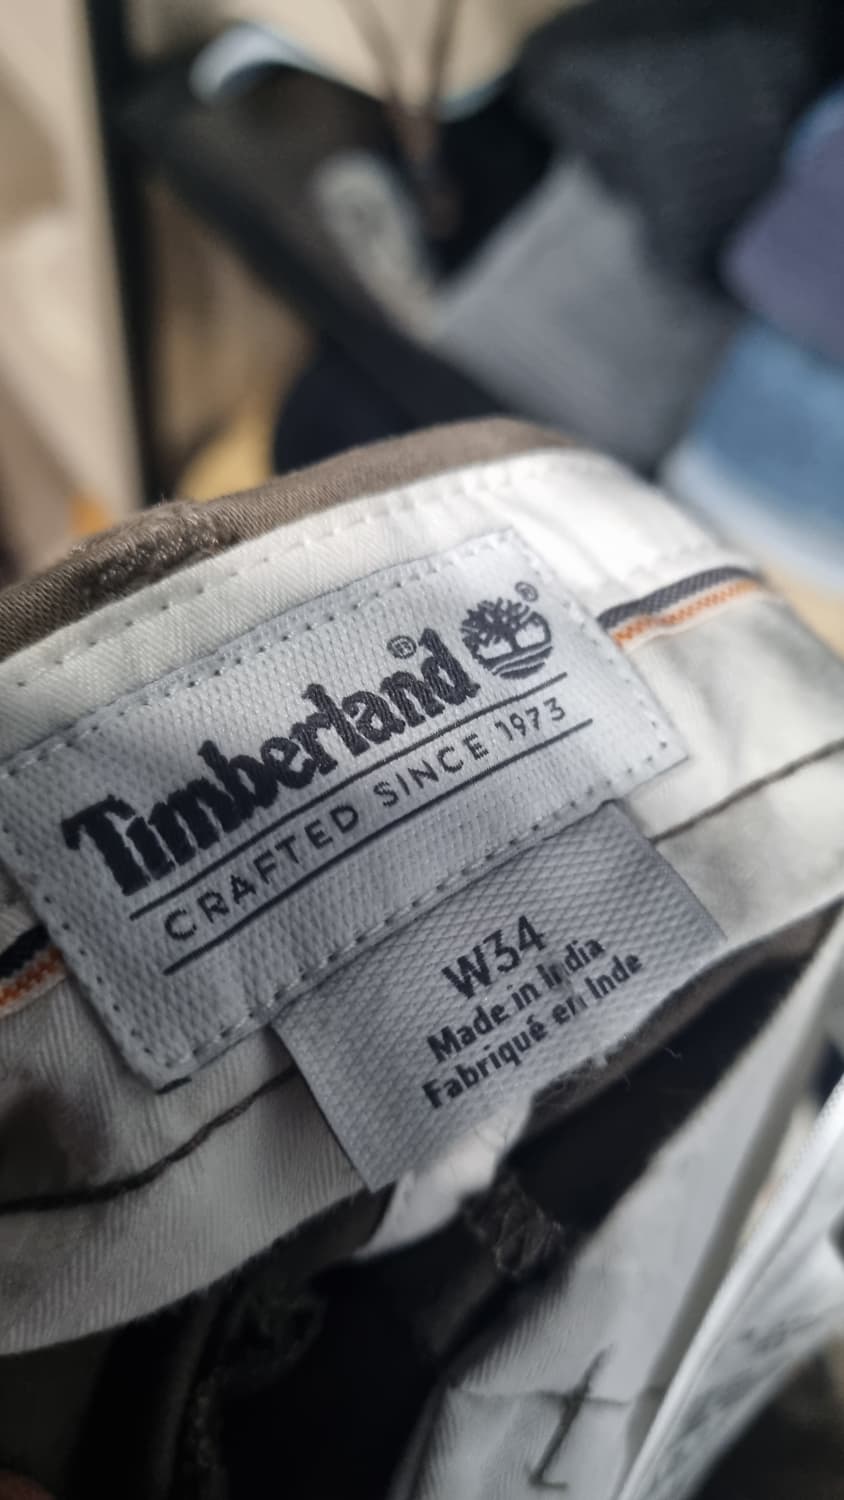 Timberland®
®
CRAFTED SINCE 1973
W34
Made in India
Fabriqué en Inde